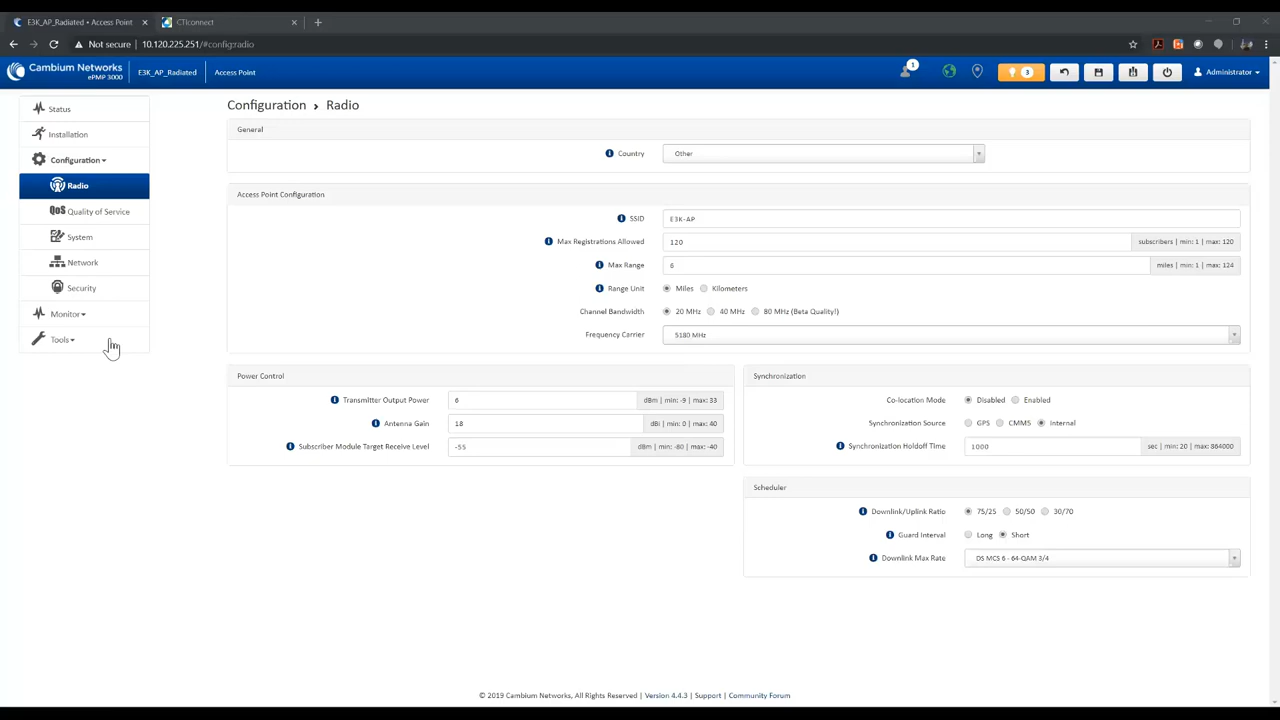 E3K_AP_Radiated • Access Point
CTIconnect
Not secure | 10.120.225.251/#config:radio
Cambium Networks
ePMP 3000
E3K_AP_Radiated
Access Point
1
3
Administrator
Status
Installation
Configuration
Radio
QoS Quality of Service
System
Network
Security
Monitor
Tools
Configuration > Radio
General
Country Other
Access Point Configuration
SSID E3K-AP
Max Registrations Allowed 120 subscribers | min: 1 | max: 120
Max Range 6 miles | min: 1 | max: 124
Range Unit Miles Kilometers
Channel Bandwidth 20 MHz 40 MHz 80 MHz (Beta Quality!)
Frequency Carrier 5180 MHz
Power Control
Transmitter Output Power 6 dBm | min: -9 | max: 33
Antenna Gain 18 dBi | min: 0 | max: 40
Subscriber Module Target Receive Level -55 dBm | min: -80 | max: -40
Synchronization
Co-location Mode Disabled Enabled
Synchronization Source GPS CMMS Internal
Synchronization Holdoff Time 1000 sec | min: 20 | max: 864000
Scheduler
Downlink/Uplink Ratio 75/25 50/50 30/70
Guard Interval Long Short
Downlink Max Rate DS MCS 6 - 64-QAM 3/4
© 2019 Cambium Networks, All Rights Reserved | Version 4.4.3 | Support | Community Forum